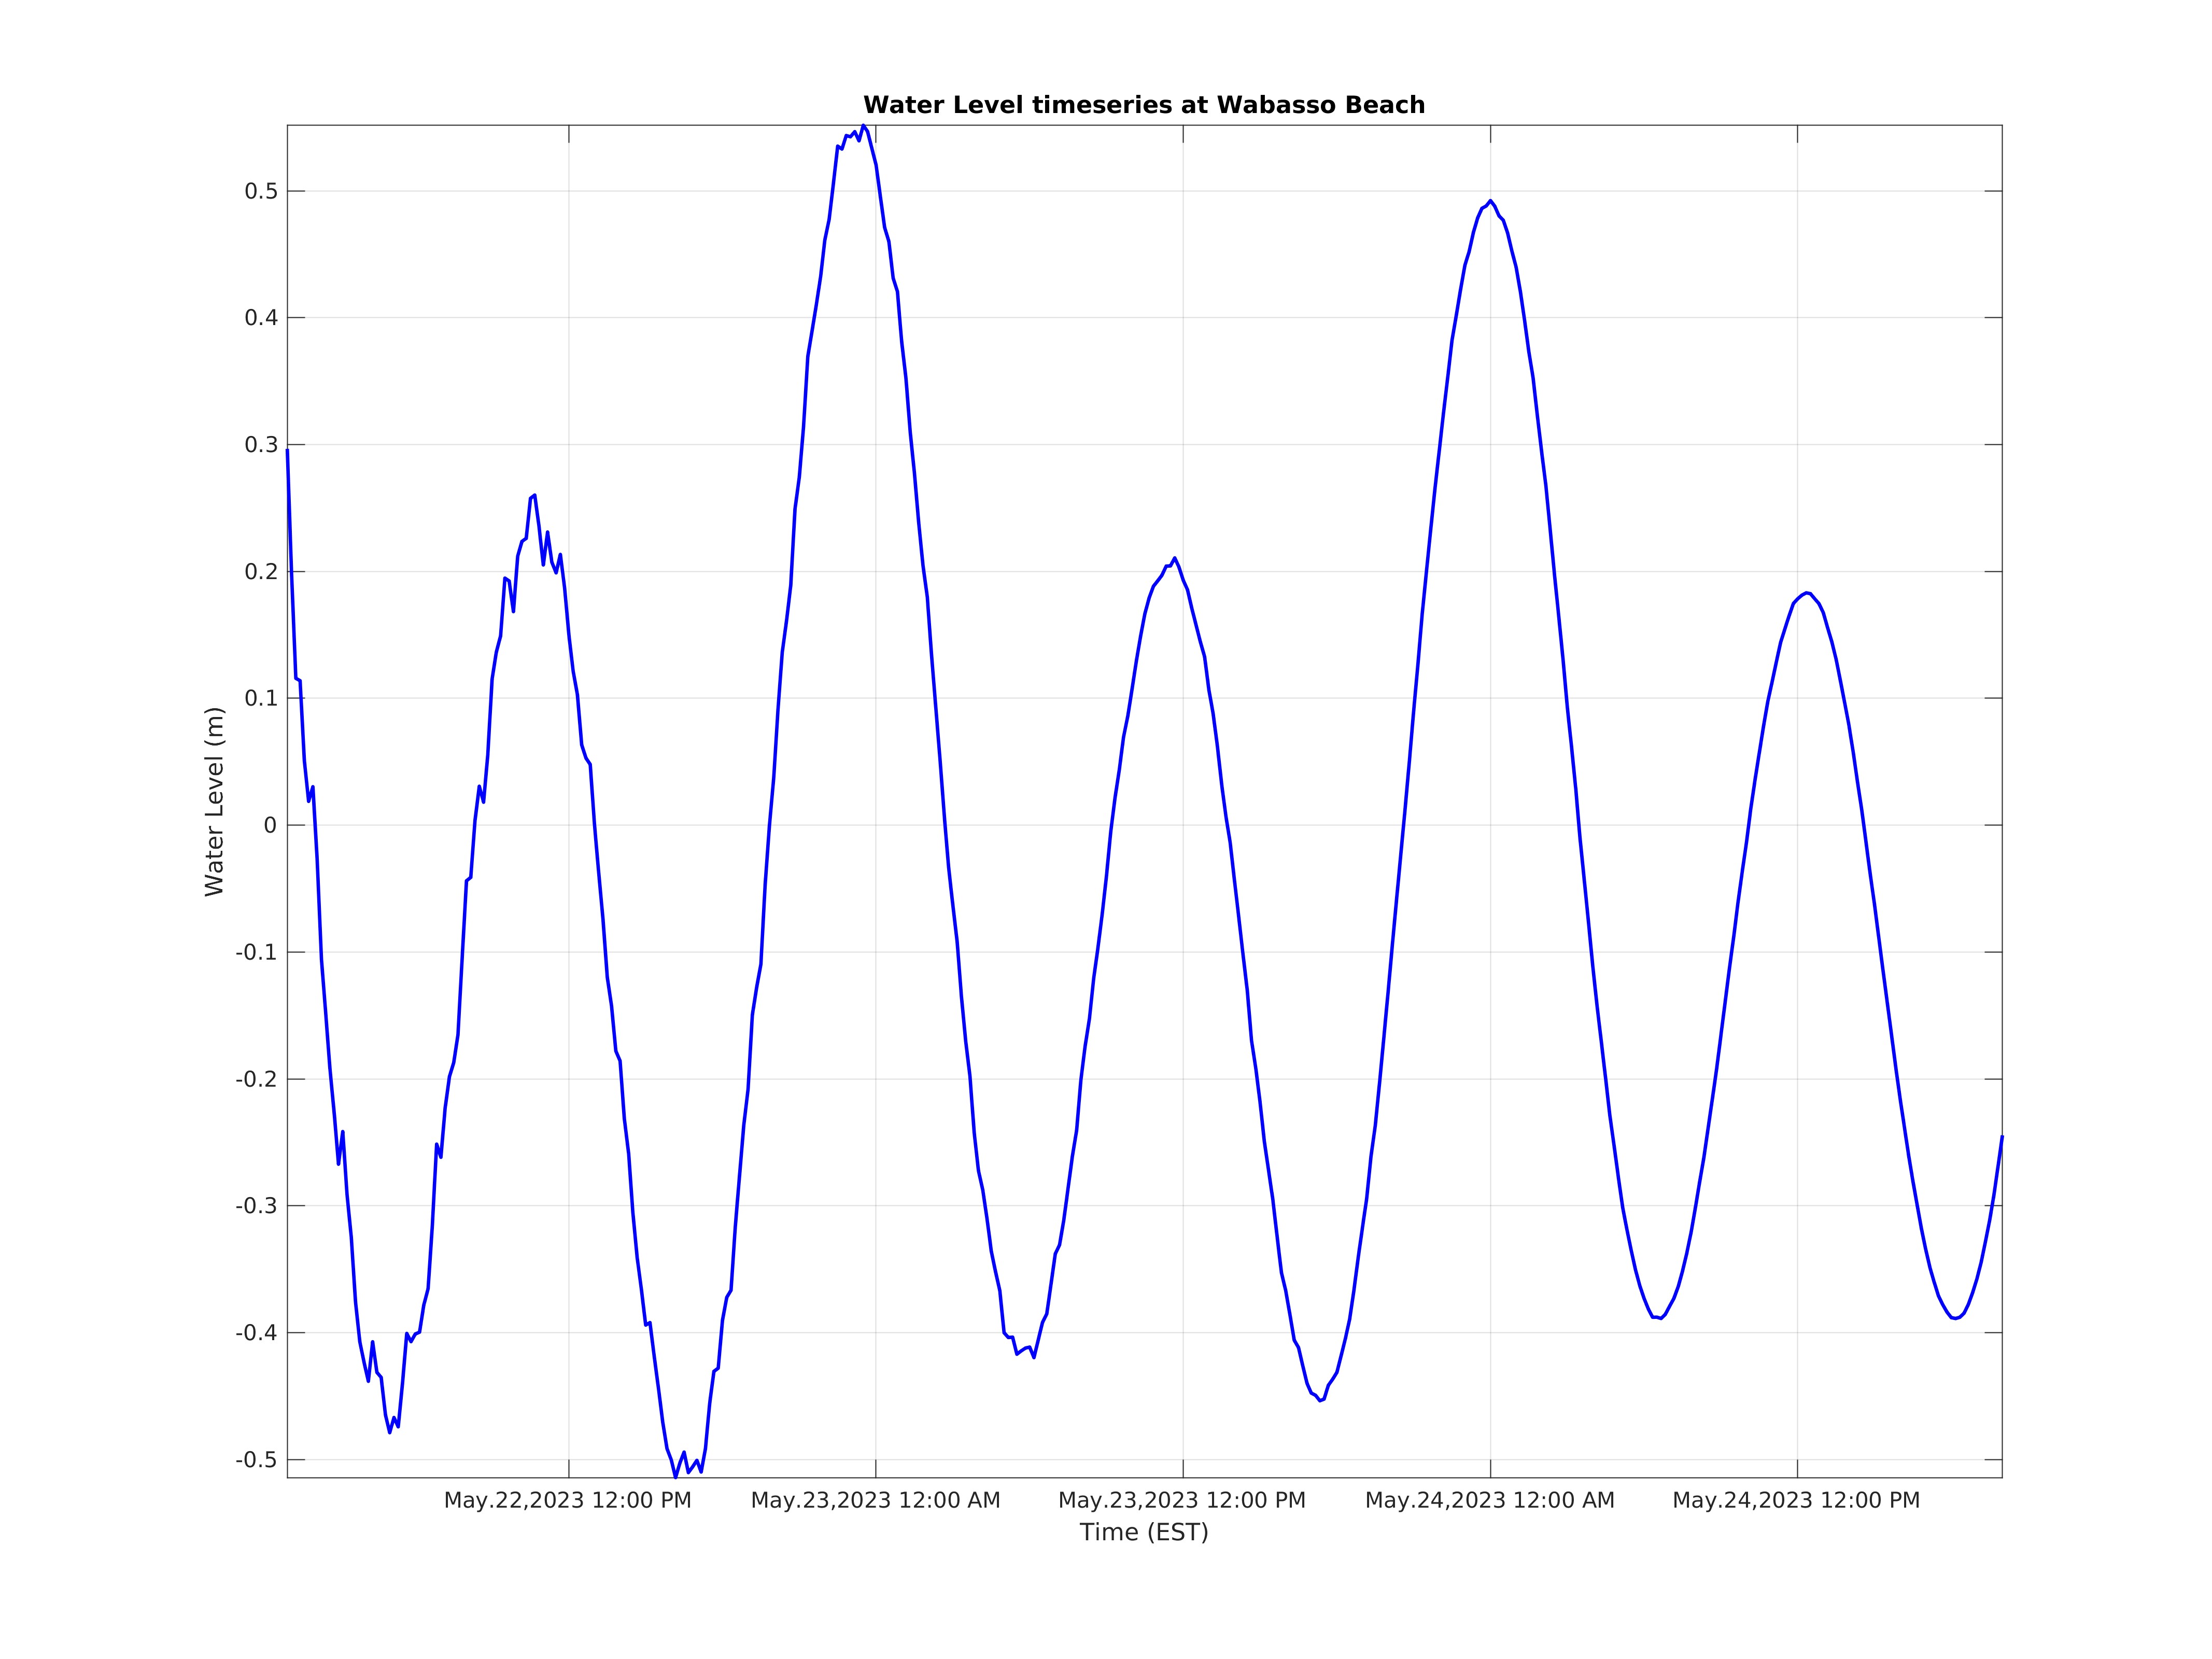 Water Level timeseries at Wabasso Beach
0.5
0.4
0.3
0.2
0.1
0
-0.1
-0.2
-0.3
-0.4
-0.5
Water Level (m)
May.22,2023 12:00 PM
May.23,2023 12:00 AM
May.23,2023 12:00 PM
May.24,2023 12:00 AM
May.24,2023 12:00 PM
Time (EST)